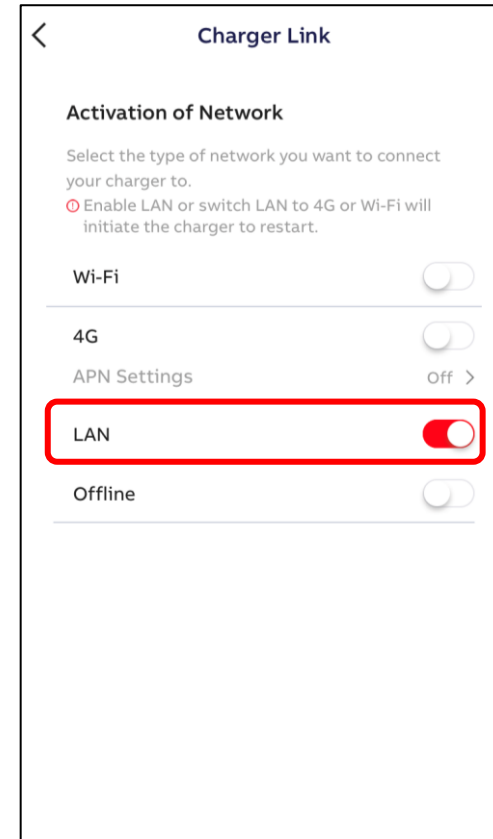 Charger Link
Activation of Network
Select the type of network you want to connect
your charger to.
Enable LAN or switch LAN to 4G or Wi-Fi will
initiate the charger to restart.
Wi-Fi
4G
APN Settings Off >
LAN
Offline